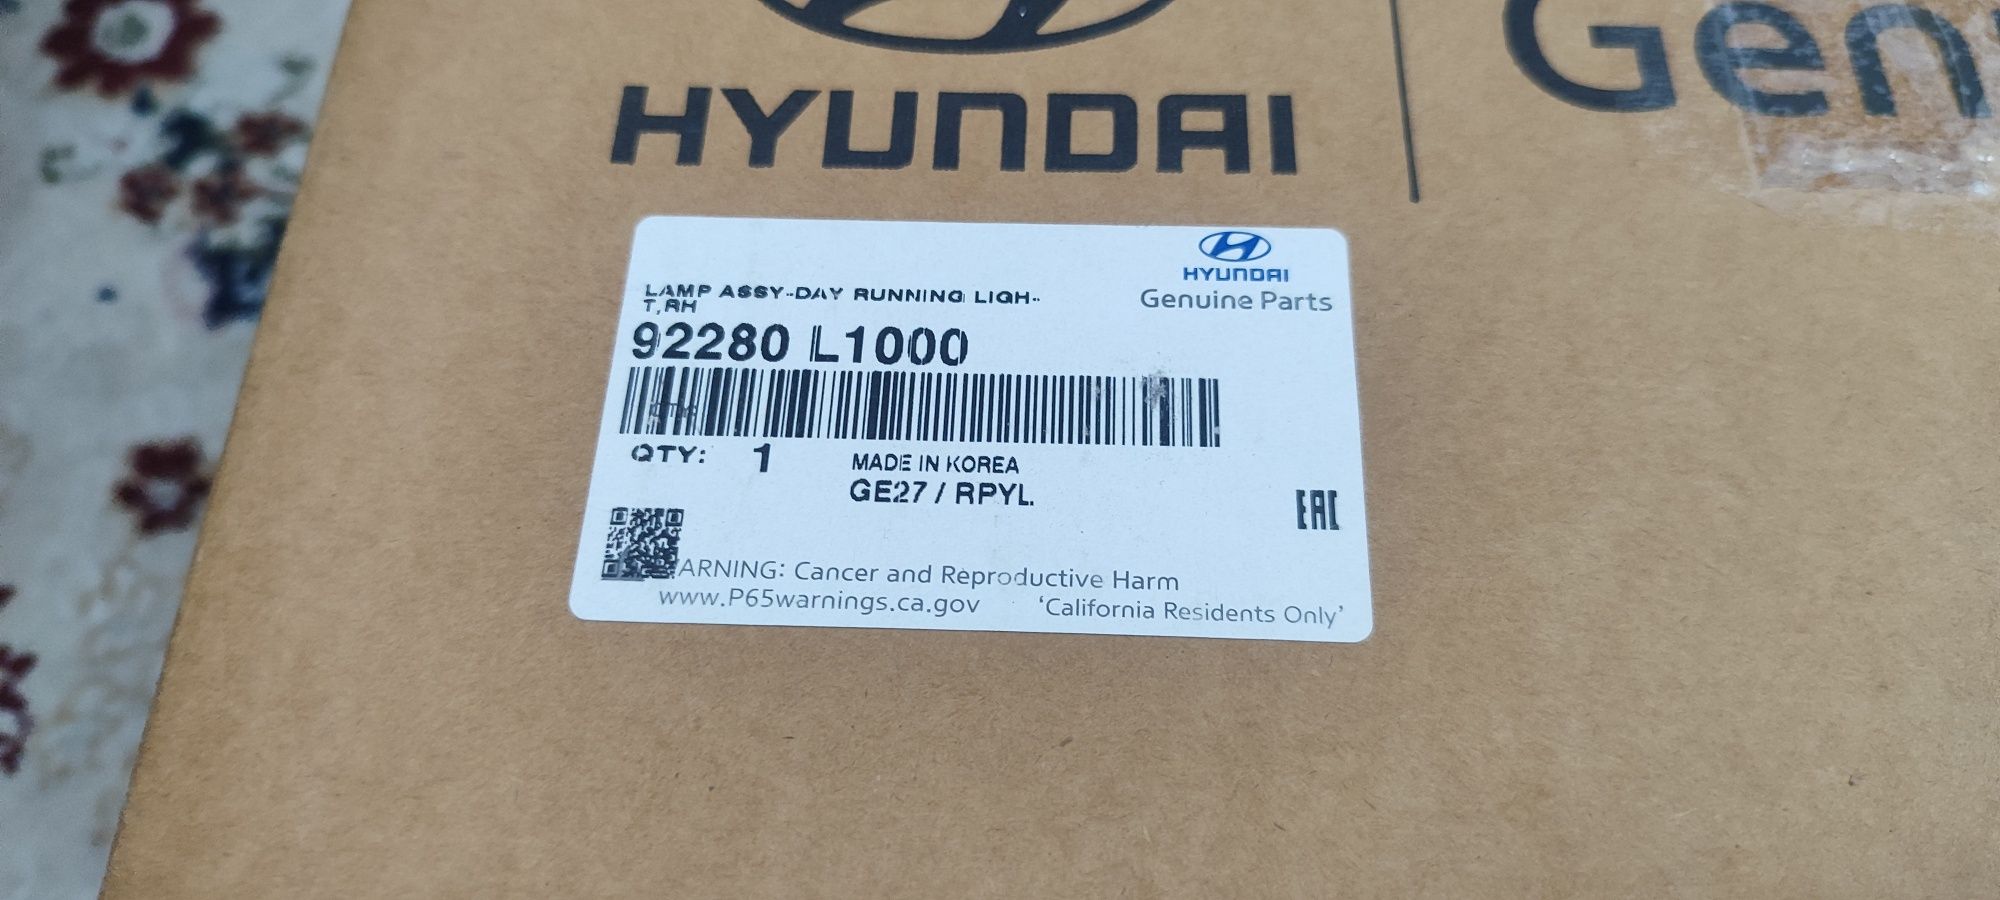 HYUNDAI
Genu
HYUNDAI
Genuine Parts
LAMP ASSY-DAY RUNNING LIGH-
T,RH
92280 L1000
QTY: 1
MADE IN KOREA
GE27 / RPYL
EAC
ARNING: Cancer and Reproductive Harm
www.P65warnings.ca.gov 'California Residents Only'